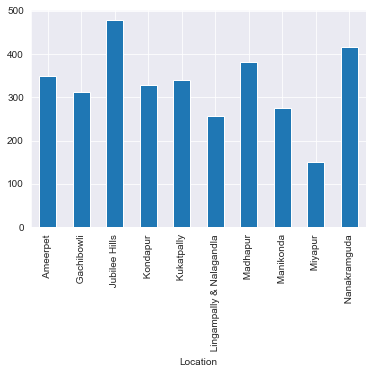 500
400
300
200
100
0
Ameerpet
Gachibowli
Jubilee Hills
Kondapur
Kukatpally
Lingampally & Nalagandla
Madhapur
Manikonda
Miyapur
Nanakramguda
Location